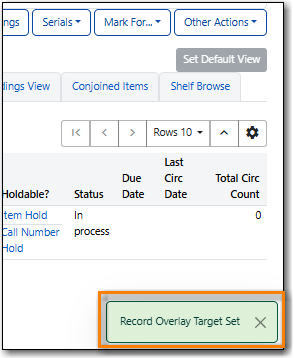 ngs Serials Mark For... Other Actions
Set Default View
dings View Conjoined Items Shelf Browse
Rows 10
Holdable? Status Due Date Last Circ Date Total Circ Count
tem Hold In process 0
Call Number Hold
Record Overlay Target Set